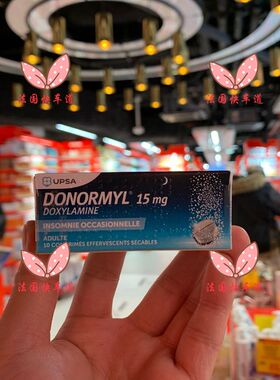 法国快车道
法国快车道
UPSA
DONORMYL® 15 mg
DOXYLAMINE
INSOMNIE OCCASIONNELLE
ADULTE
10 COMPRIMÉS EFFERVESCENTS SÉCABLES
法国快车道
法国快车道